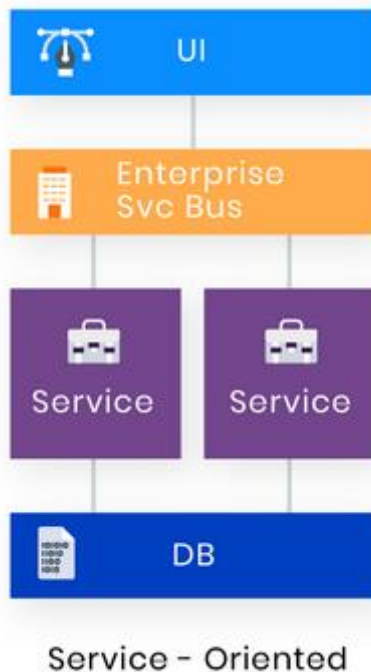 UI
Enterprise
Svc Bus
Service
Service
DB
Service - Oriented